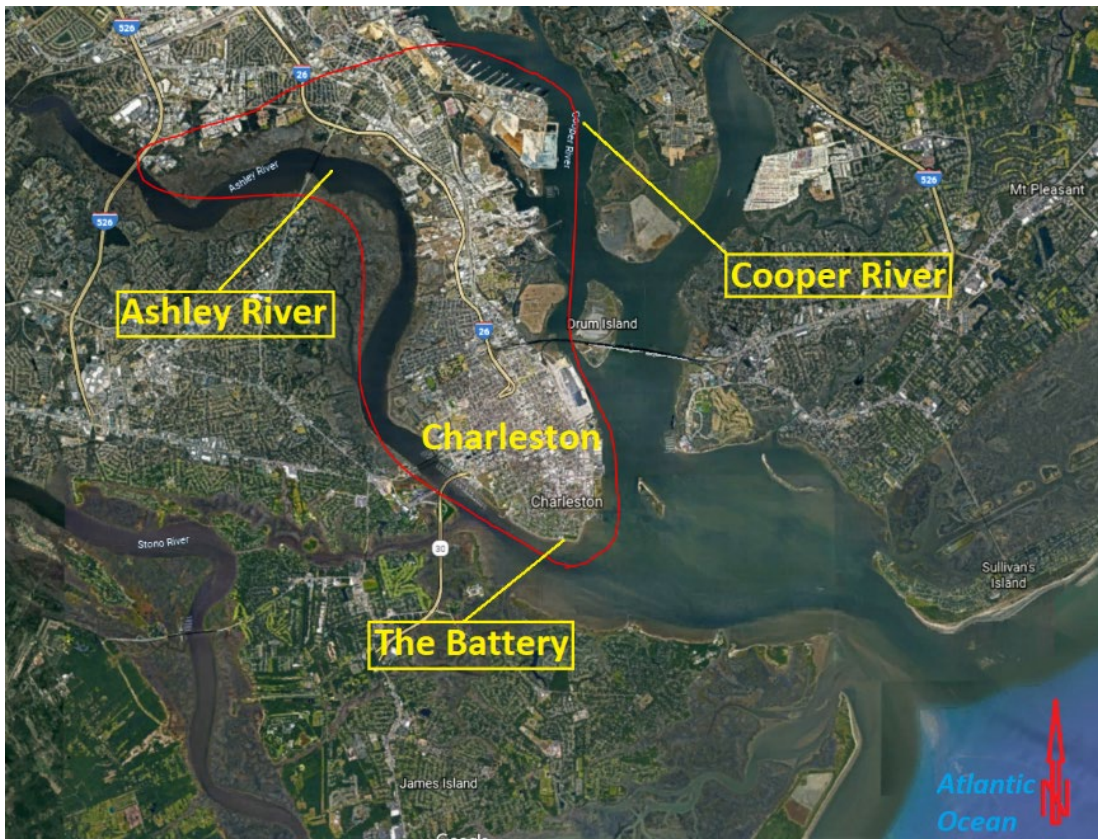 526
26
Cooper River
526
Mt Pleasant
Ashley River
526
Cooper River
Ashley River
Drum Island
26
Charleston
Charleston
Stono River
30
Sullivan's
Island
The Battery
James Island
Atlantic
Ocean
N
Google